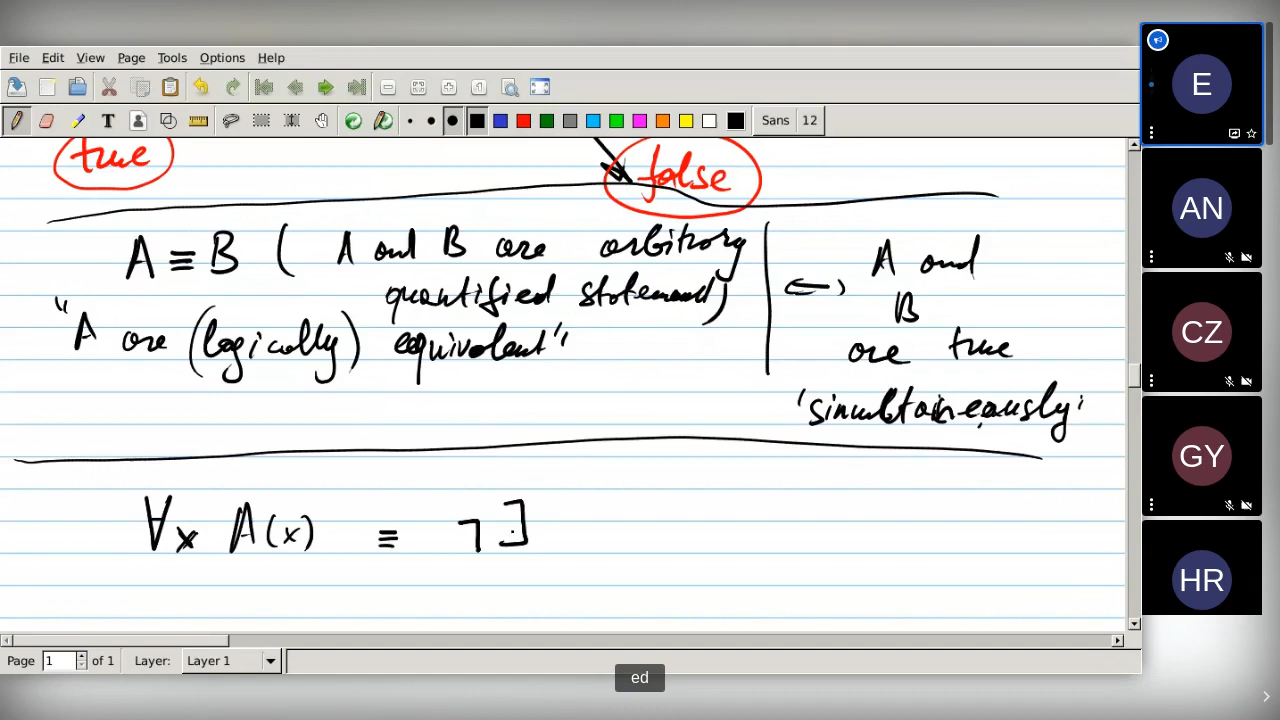 File Edit View Page Tools Options Help
Sans 12
true
false
A ≡ B ( A and B are arbitrary
quantified statement)
"A are (logically) equivalent"
⟷ A and
B
are true
'simultaineously'
∀x A(x) ≡ ¬∃
Page 1 of 1 Layer: Layer 1
ed
E
AN
CZ
GY
HR